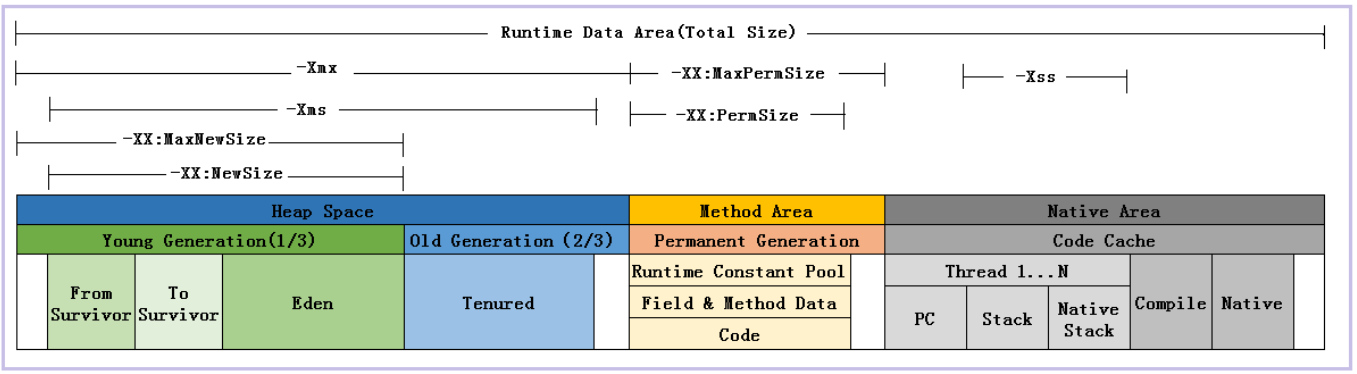 Runtime Data Area(Total Size)
-Xmx
-XX:MaxPermSize
-Xss
-Xms
-XX:PermSize
-XX:MaxNewSize
-XX:NewSize
Heap Space
Method Area
Native Area
Young Generation(1/3)
Old Generation (2/3)
Permanent Generation
Code Cache
From
Survivor
To
Survivor
Eden
Tenured
Runtime Constant Pool
Field & Method Data
Code
Thread 1...N
PC
Stack
Native
Stack
Compile
Native